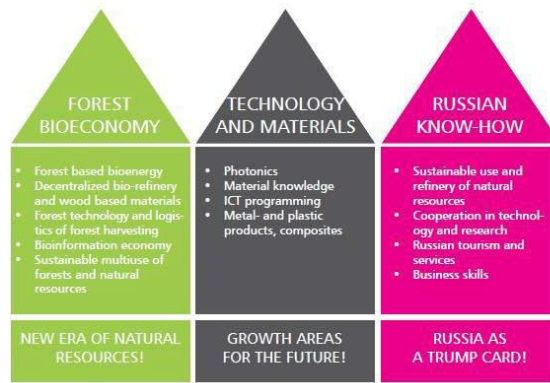 FOREST
BIOECONOMY
• Forest based bioenergy
• Decentralized bio-refinery
and wood based materials
• Forest technology and logis-
tics of forest harvesting
• Bioinformation economy
• Sustainable multiuse of
forests and natural
resources
NEW ERA OF NATURAL
RESOURCES!
TECHNOLOGY
AND MATERIALS
• Photonics
• Material knowledge
• ICT programming
• Metal- and plastic
products, composites
GROWTH AREAS
FOR THE FUTURE!
RUSSIAN
KNOW-HOW
• Sustainable use and
refinery of natural
resources
• Cooperation in technol-
ogy and research
• Russian tourism and
services
• Business skills
RUSSIA AS
A TRUMP CARD!